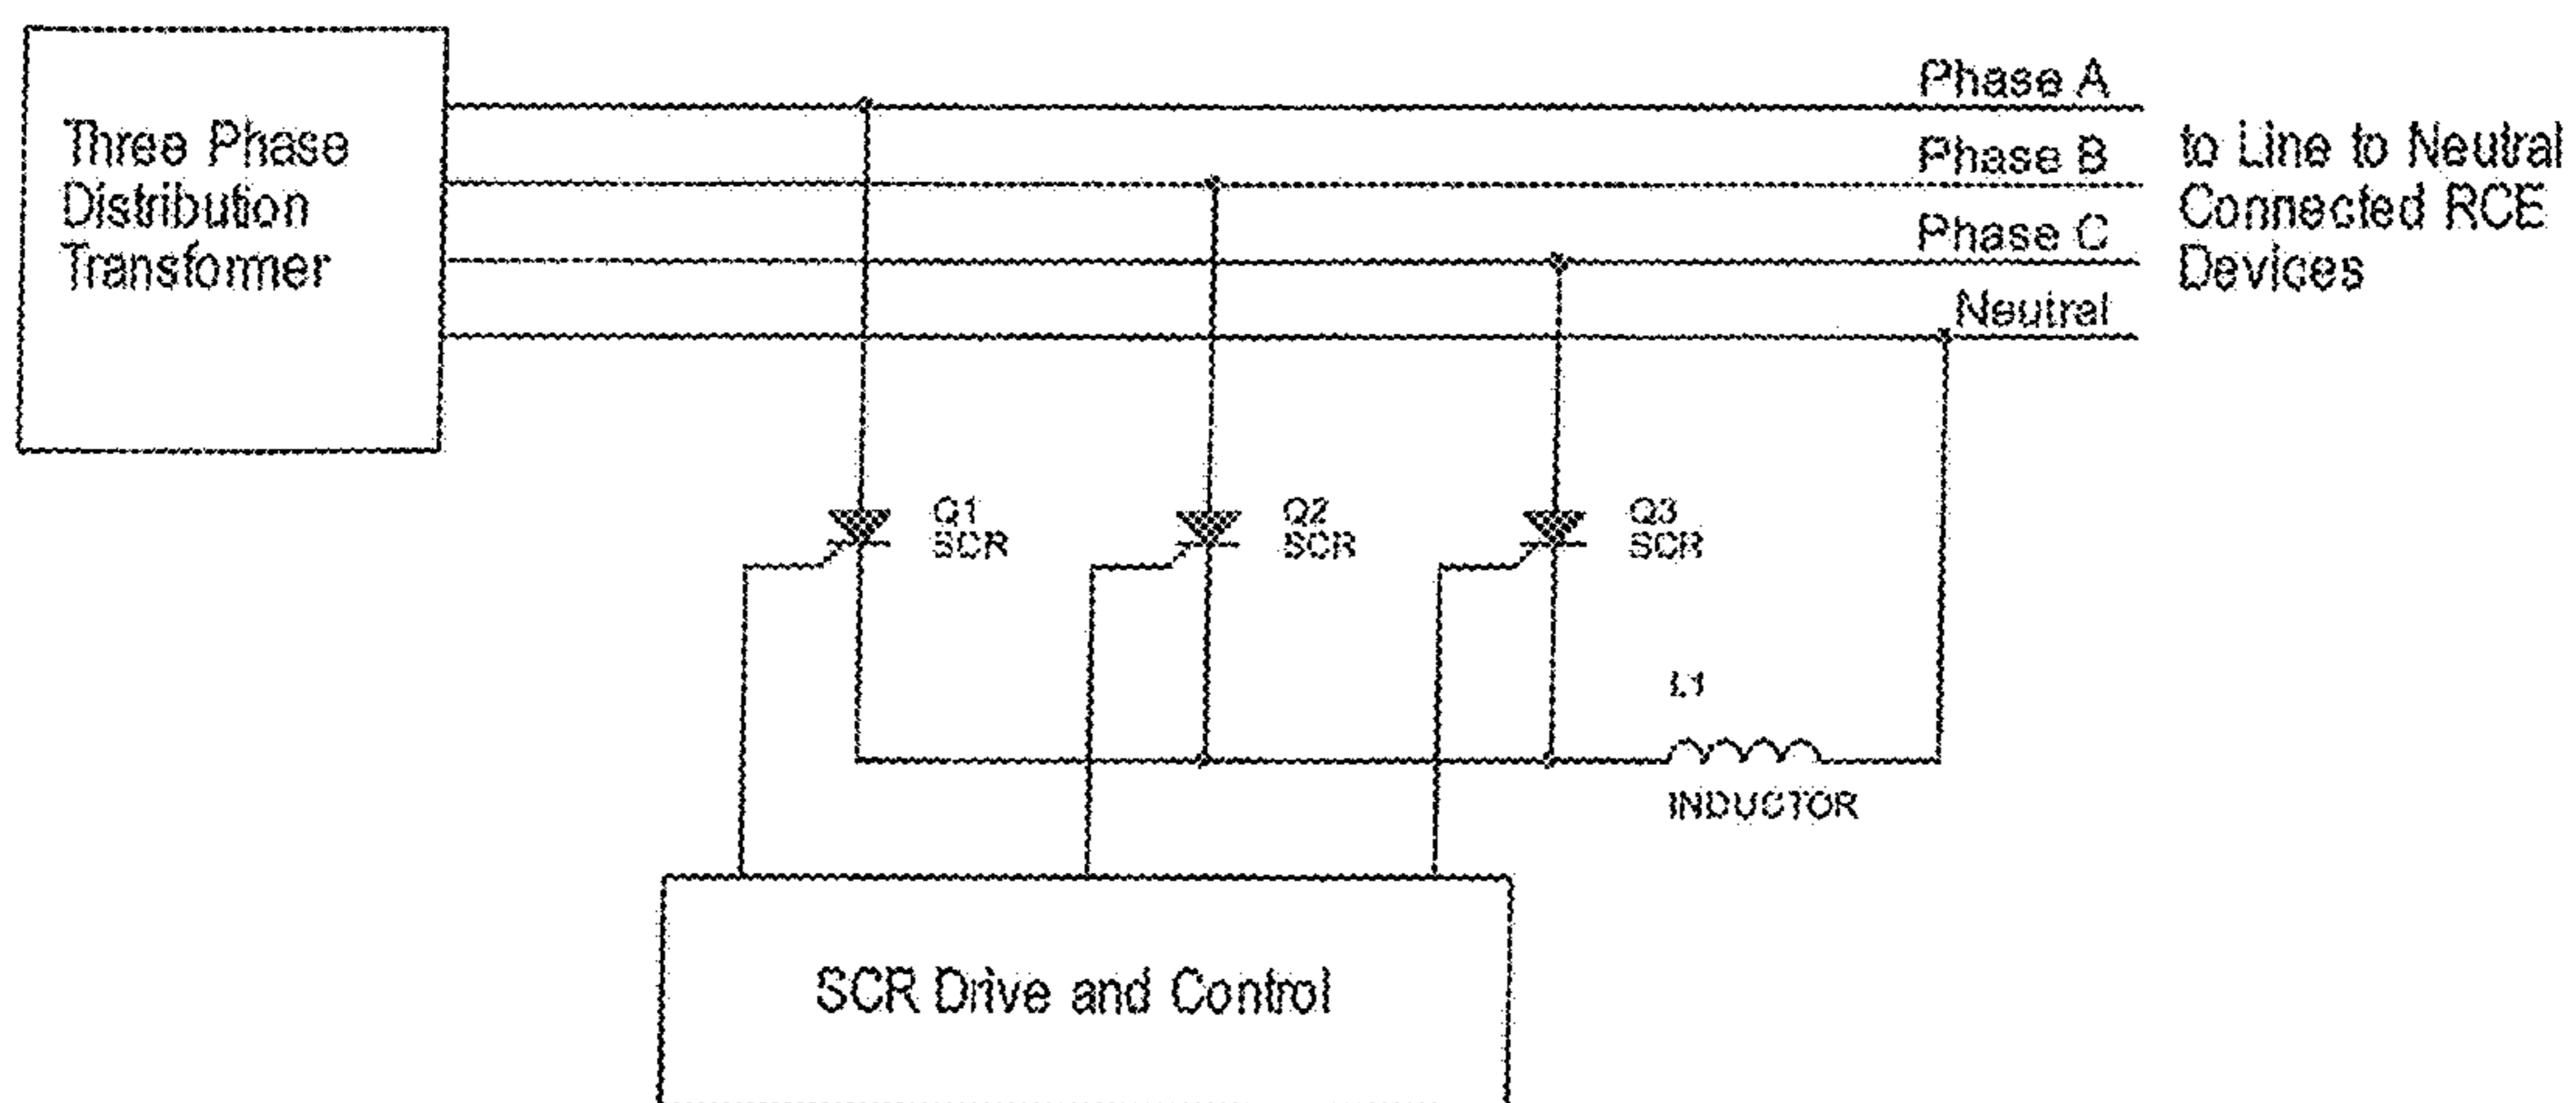 Three Phase
Distribution
Transformer
Phase A
Phase B
Phase C
Neutral
to Line to Neutral
Connected RCE
Devices
Q1
SCR
Q2
SCR
Q3
SCR
L1
INDUCTOR
SCR Drive and Control